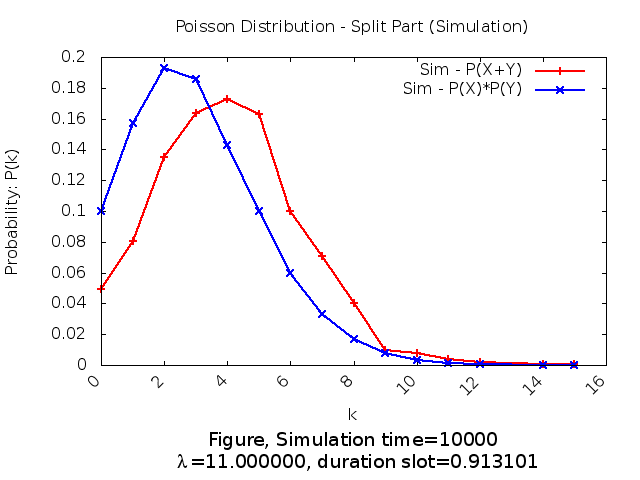 Poisson Distribution - Split Part (Simulation)
Sim - P(X+Y)
Sim - P(X)*P(Y)
Probability: P(k)
0.2
0.18
0.16
0.14
0.12
0.1
0.08
0.06
0.04
0.02
0
0 2 4 6 8 10 12 14 16
k
Figure, Simulation time=10000
λ=11.000000, duration slot=0.913101